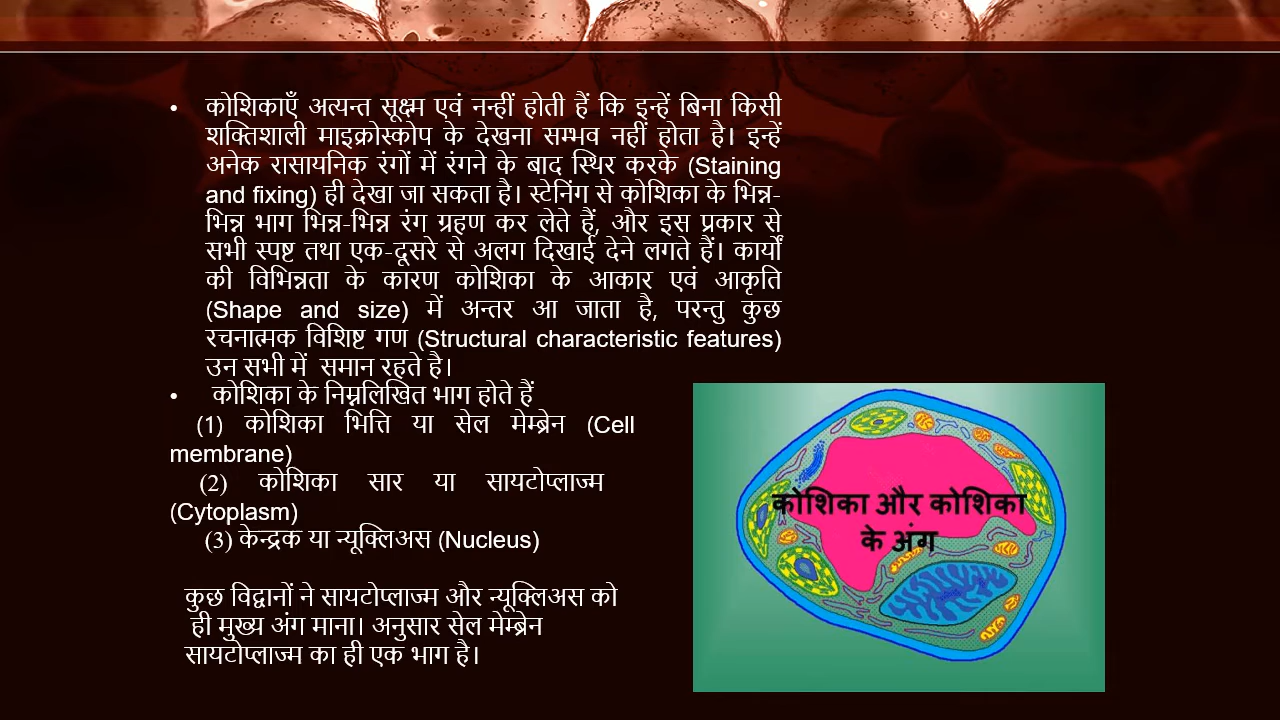 • कोशिकाएँ अत्यन्त सूक्ष्म एवं नन्हीं होती हैं कि इन्हें बिना किसी
शक्तिशाली माइक्रोस्कोप के देखना सम्भव नहीं होता है। इन्हें
अनेक रासायनिक रंगों में रंगने के बाद स्थिर करके (Staining
and fixing) ही देखा जा सकता है। स्टेनिंग से कोशिका के भिन्न-
भिन्न भाग भिन्न-भिन्न रंग ग्रहण कर लेते हैं, और इस प्रकार से
सभी स्पष्ट तथा एक-दूसरे से अलग दिखाई देने लगते हैं। कार्यों
की विभिन्नता के कारण कोशिका के आकार एवं आकृति
(Shape and size) में अन्तर आ जाता है, परन्तु कुछ
रचनात्मक विशिष्ट गण (Structural characteristic features)
उन सभी में समान रहते है।
• कोशिका के निम्नलिखित भाग होते हैं
(1) कोशिका भित्ति या सेल मेम्ब्रेन (Cell
membrane)
(2) कोशिका सार या सायटोप्लाज्म
(Cytoplasm)
(3) केन्द्रक या न्यूक्लिअस (Nucleus)
कुछ विद्वानों ने सायटोप्लाज्म और न्यूक्लिअस को
ही मुख्य अंग माना। अनुसार सेल मेम्ब्रेन
सायटोप्लाज्म का ही एक भाग है।
कोशिका और कोशिका
के अंग